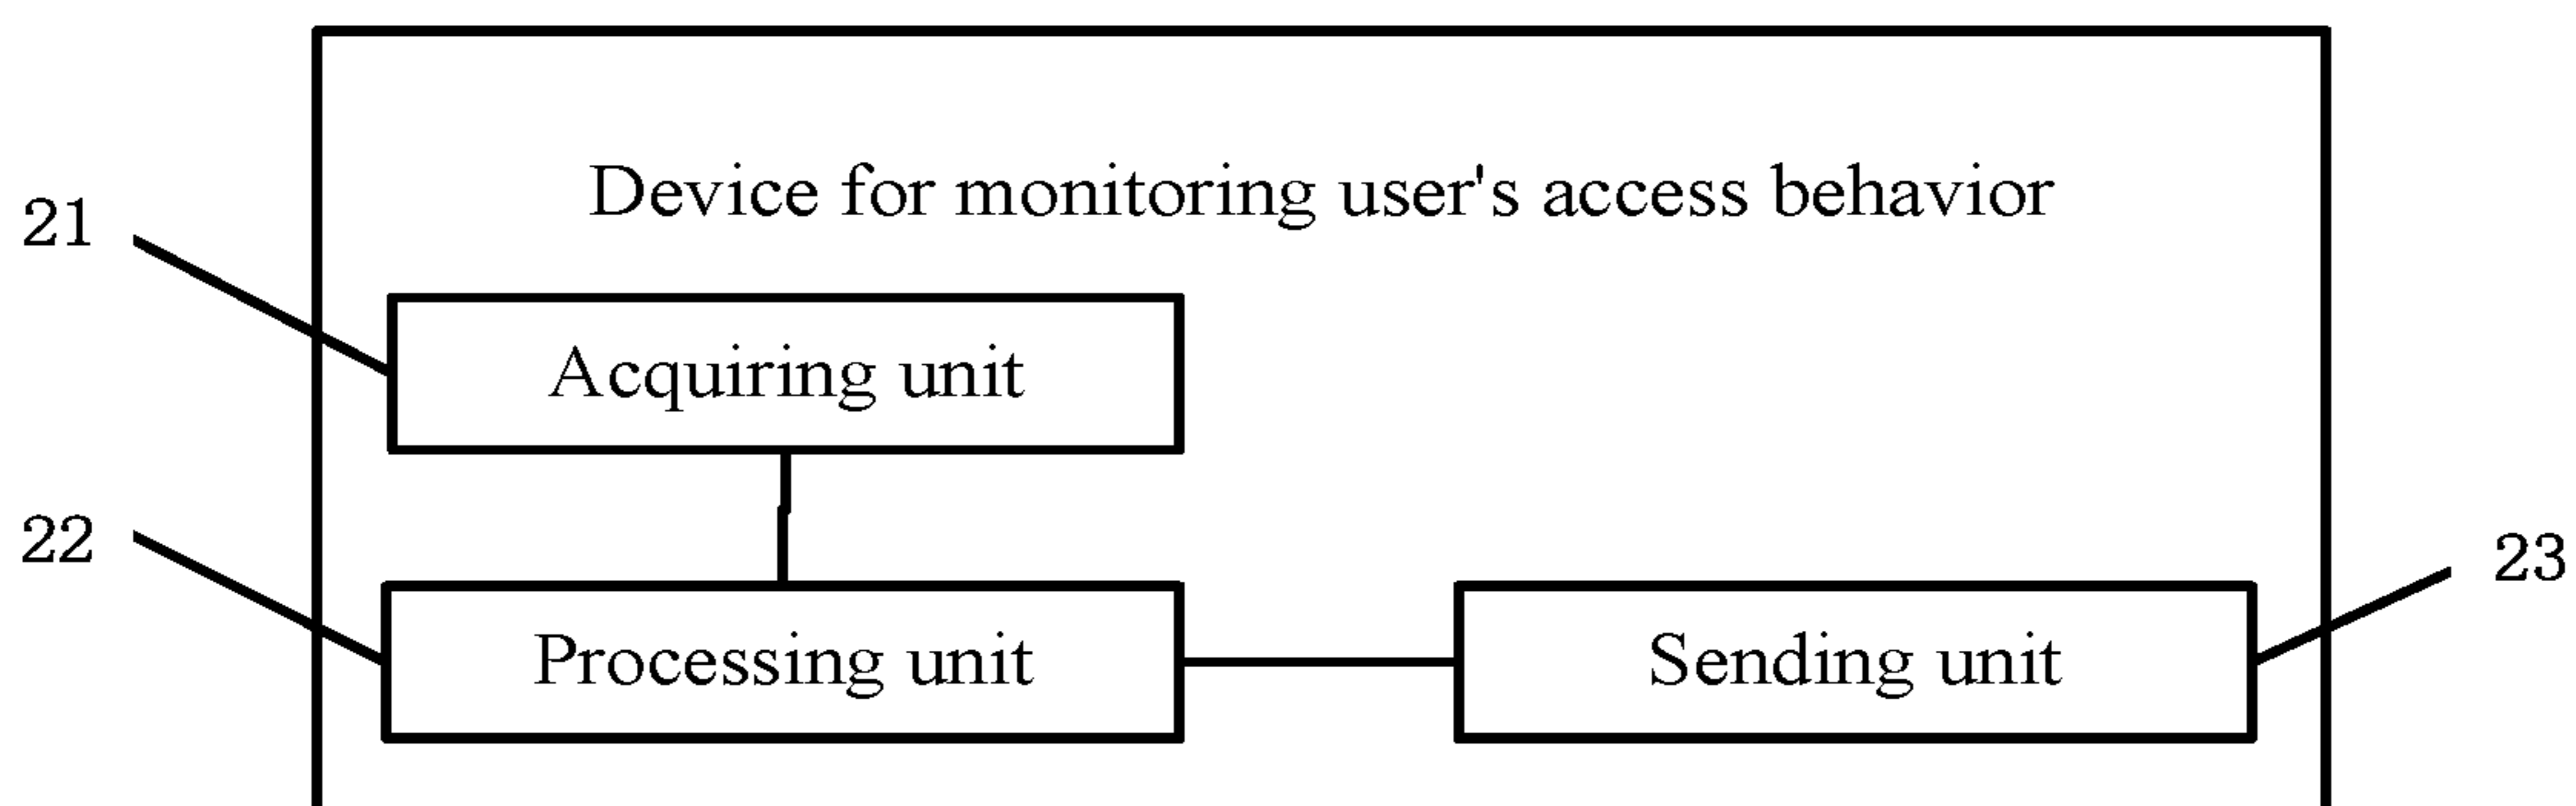 Device for monitoring user's access behavior
21
Acquiring unit
22
Processing unit
Sending unit
23